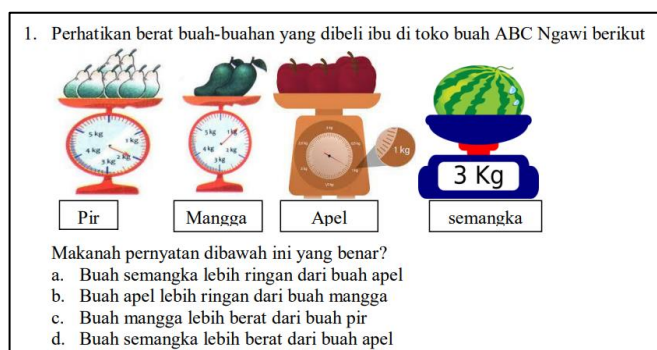 1. Perhatikan berat buah-buahan yang dibeli ibu di toko buah ABC Ngawi berikut
5 kg
1 kg
4 kg
2 kg
3 kg
5 kg
1 kg
4 kg
2 kg
3 kg
1 kg
3 Kg
Pir
Mangga
Apel
semangka
Makanah pernyatan dibawah ini yang benar?
a. Buah semangka lebih ringan dari buah apel
b. Buah apel lebih ringan dari buah mangga
c. Buah mangga lebih berat dari buah pir
d. Buah semangka lebih berat dari buah apel